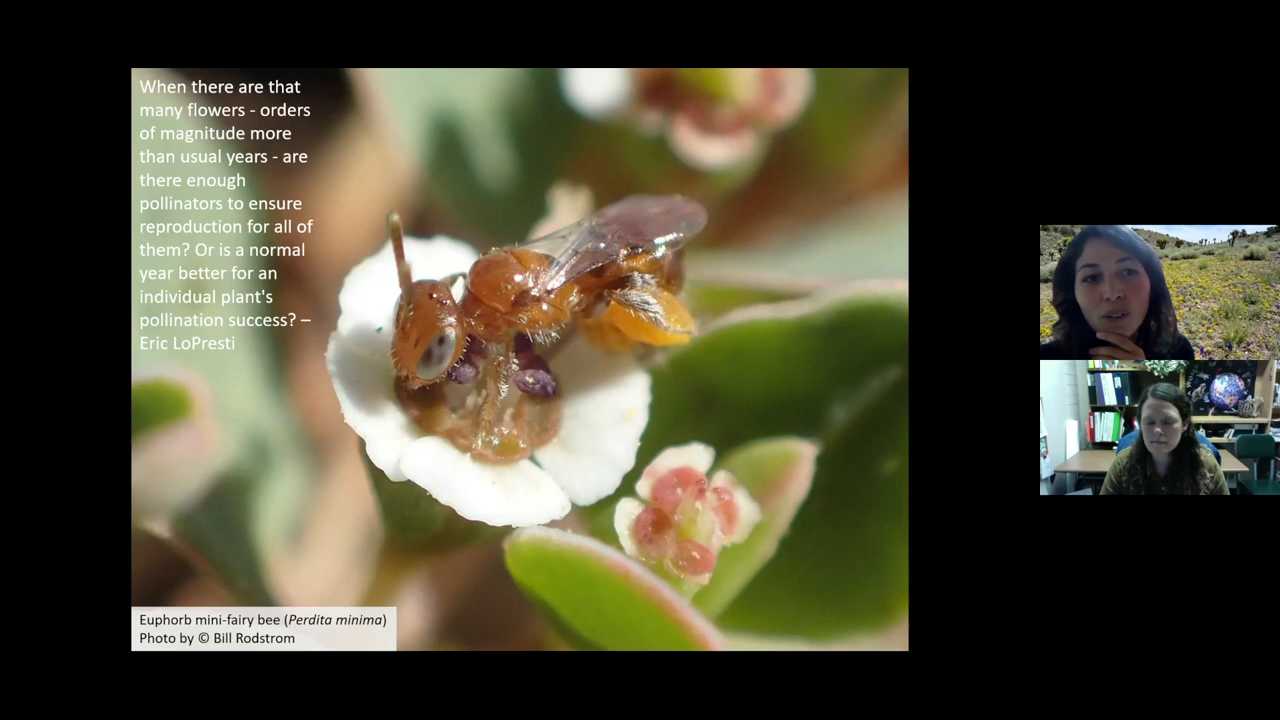 When there are that
many flowers - orders
of magnitude more
than usual years - are
there enough
pollinators to ensure
reproduction for all of
them? Or is a normal
year better for an
individual plant's
pollination success? –
Eric LoPresti
Euphorb mini-fairy bee (Perdita minima)
Photo by © Bill Rodstrom